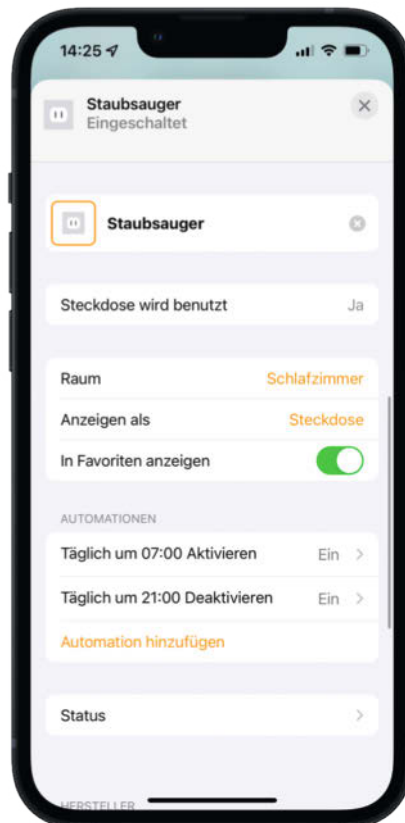 14:25
Staubsauger
Eingeschaltet
Staubsauger
Steckdose wird benutzt Ja
Raum Schlafzimmer
Anzeigen als Steckdose
In Favoriten anzeigen
AUTOMATIONEN
Täglich um 07:00 Aktivieren Ein
Täglich um 21:00 Deaktivieren Ein
Automation hinzufügen
Status
HERSTELLER